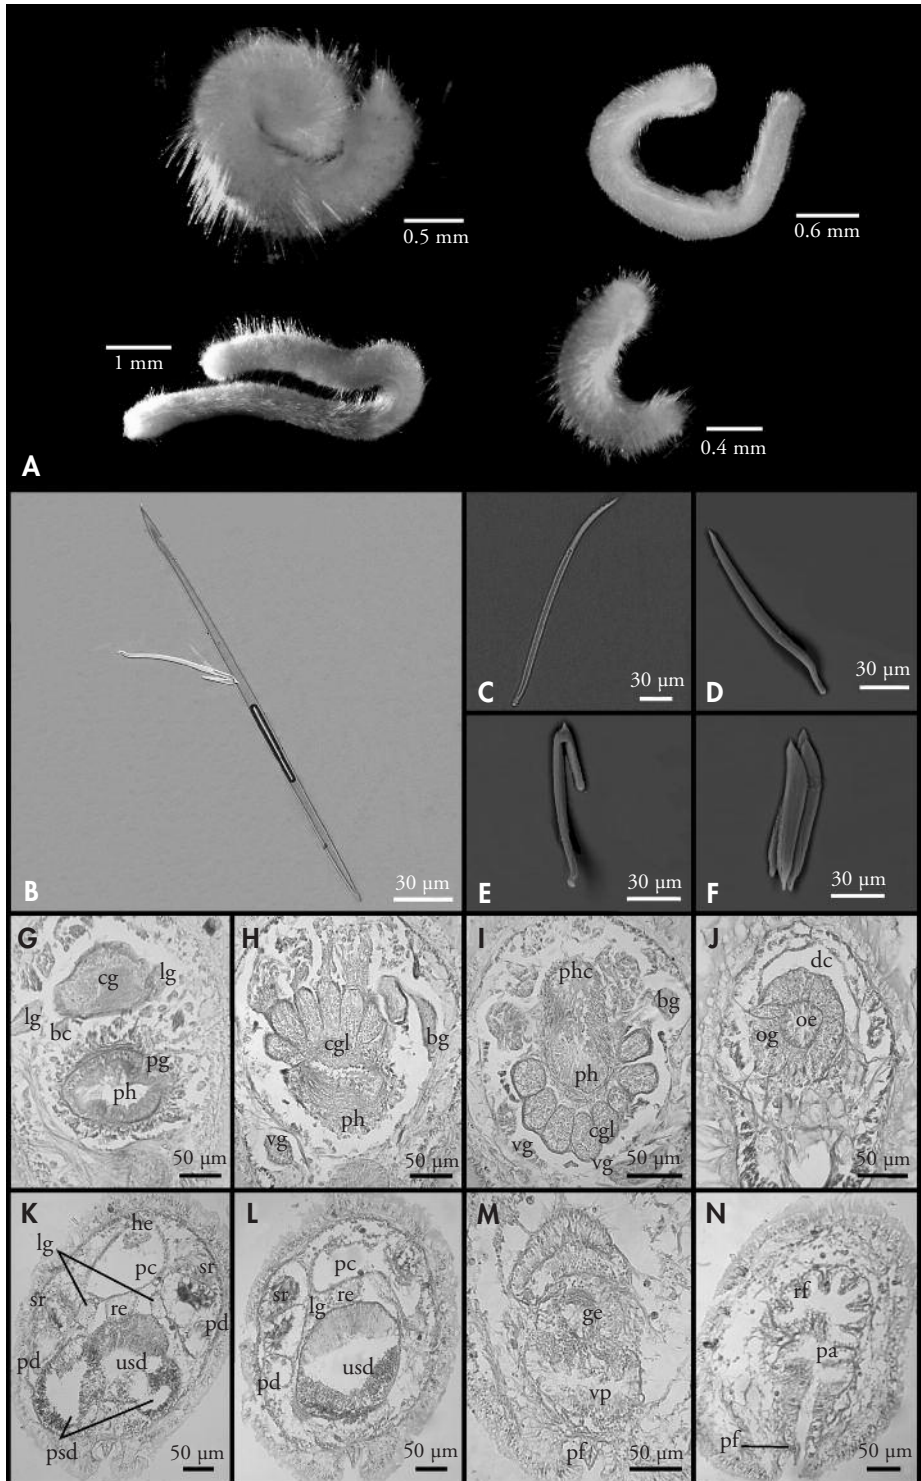 0.5 mm
0.6 mm
1 mm
0.4 mm
A
B
30 µm
C
30 µm
D
30 µm
E
30 µm
F
30 µm
G
cg
lg
lg
bc
pg
ph
50 µm
H
cgl
bg
ph
vg
50 µm
I
phc
bg
ph
cgl
vg
vg
50 µm
J
dc
oe
og
50 µm
K
he
lg
pc
sr
sr
re
pd
pd
usd
psd
50 µm
L
pc
sr
lg
re
usd
pd
50 µm
M
ge
vp
pf
50 µm
N
rf
pa
pf
50 µm